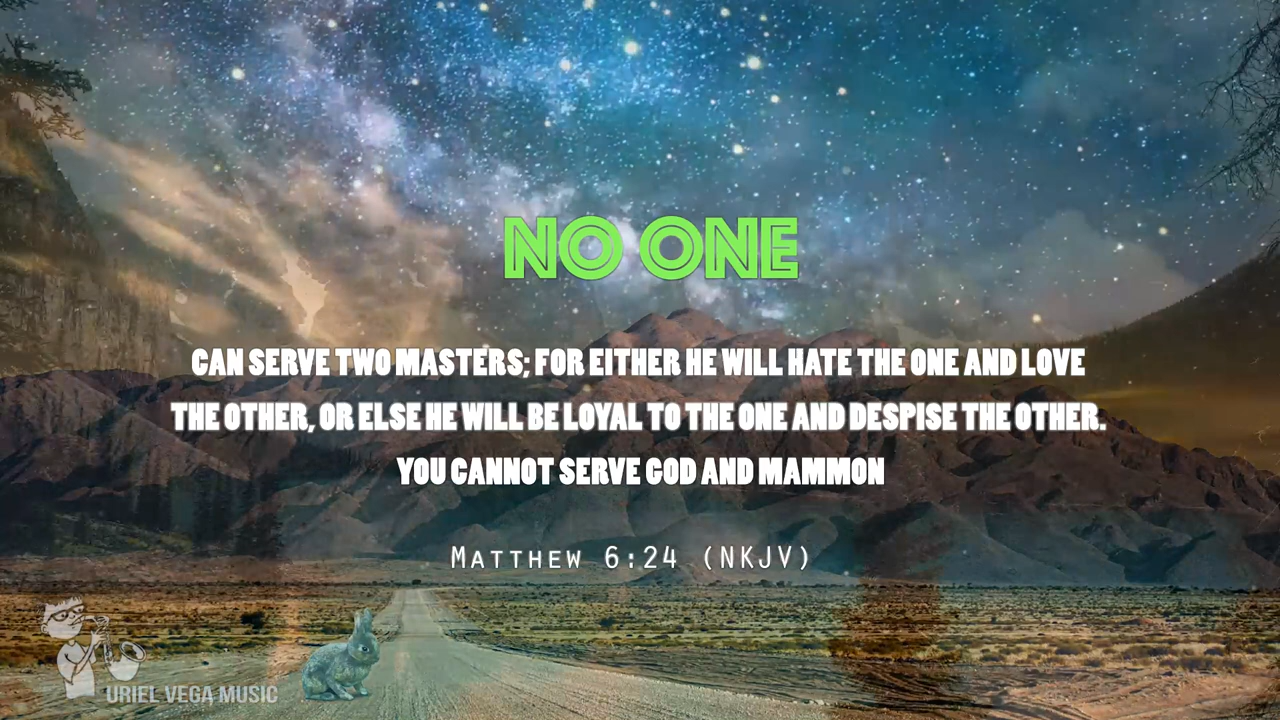 NO ONE
CAN SERVE TWO MASTERS; FOR EITHER HE WILL HATE THE ONE AND LOVE
THE OTHER, OR ELSE HE WILL BE LOYAL TO THE ONE AND DESPISE THE OTHER.
YOU CANNOT SERVE GOD AND MAMMON
Matthew 6:24 (NKJV)
URIEL VEGA MUSIC